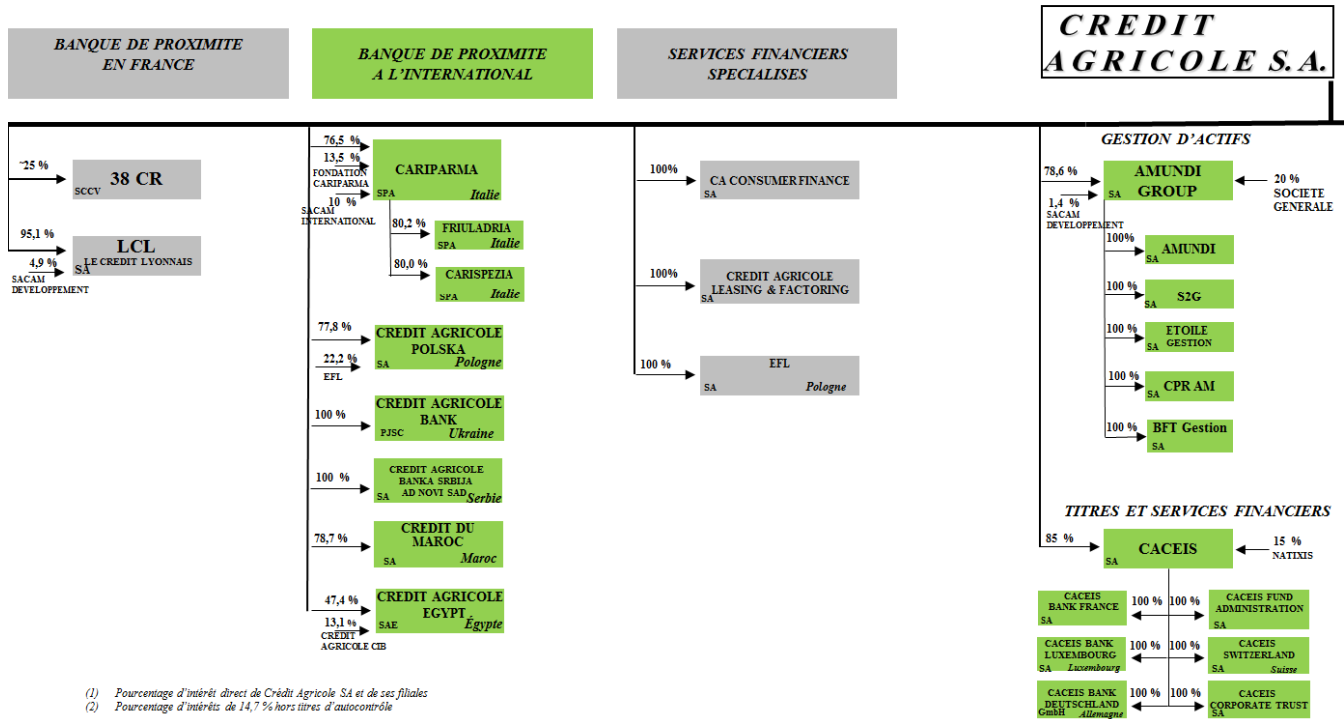 CREDIT
AGRICOLE S.A.
BANQUE DE PROXIMITE
EN FRANCE
BANQUE DE PROXIMITE
A L'INTERNATIONAL
SERVICES FINANCIERS
SPECIALISES
~25 %
38 CR
SCCV
95,1 %
LCL
LE CREDIT LYONNAIS
SA
4,9 %
SACAM
DEVELOPPEMENT
76,5 %
13,5 %
FONDATION
CARIPARMA
10 %
SACAM
INTERNATIONAL
CARIPARMA
SPA Italie
80,2 %
FRIULADRIA
SPA Italie
80,0 %
CARISPEZIA
SPA Italie
77,8 %
CREDIT AGRICOLE
POLSKA
SA Pologne
22,2 %
EFL
100 %
CREDIT AGRICOLE
BANK
PJSC Ukraine
100 %
CREDIT AGRICOLE
BANKA SRBIJA
AD NOVI SAD
SA Serbie
78,7 %
CREDIT DU
MAROC
SA Maroc
47,4 %
CREDIT AGRICOLE
EGYPT
SAE Égypte
13,1 %
CRÉDIT
AGRICOLE CIB
100%
CA CONSUMER FINANCE
SA
100%
CREDIT AGRICOLE
LEASING & FACTORING
SA
100 %
EFL
SA Pologne
GESTION D'ACTIFS
78,6 %
AMUNDI
GROUP
SA
1,4 %
SACAM
DEVELOPPEMENT
20 %
SOCIETE
GENERALE
100%
AMUNDI
SA
100 %
S2G
SA
100 %
ETOILE
GESTION
SA
100 %
CPR AM
SA
100 %
BFT Gestion
SA
TITRES ET SERVICES FINANCIERS
85 %
CACEIS
SA
15 %
NATIXIS
CACEIS
BANK FRANCE
SA
100 % 100 %
CACEIS FUND
ADMINISTRATION
SA
CACEIS BANK
LUXEMBOURG
SA Luxembourg
100 % 100 %
CACEIS
SWITZERLAND
SA Suisse
CACEIS BANK
DEUTSCHLAND
GmbH Allemagne
100 % 100 %
CACEIS
CORPORATE TRUST
SA
(1) Pourcentage d'intérêt direct de Crédit Agricole SA et de ses filiales
(2) Pourcentage d'intérêts de 14,7 % hors titres d'autocontrôle